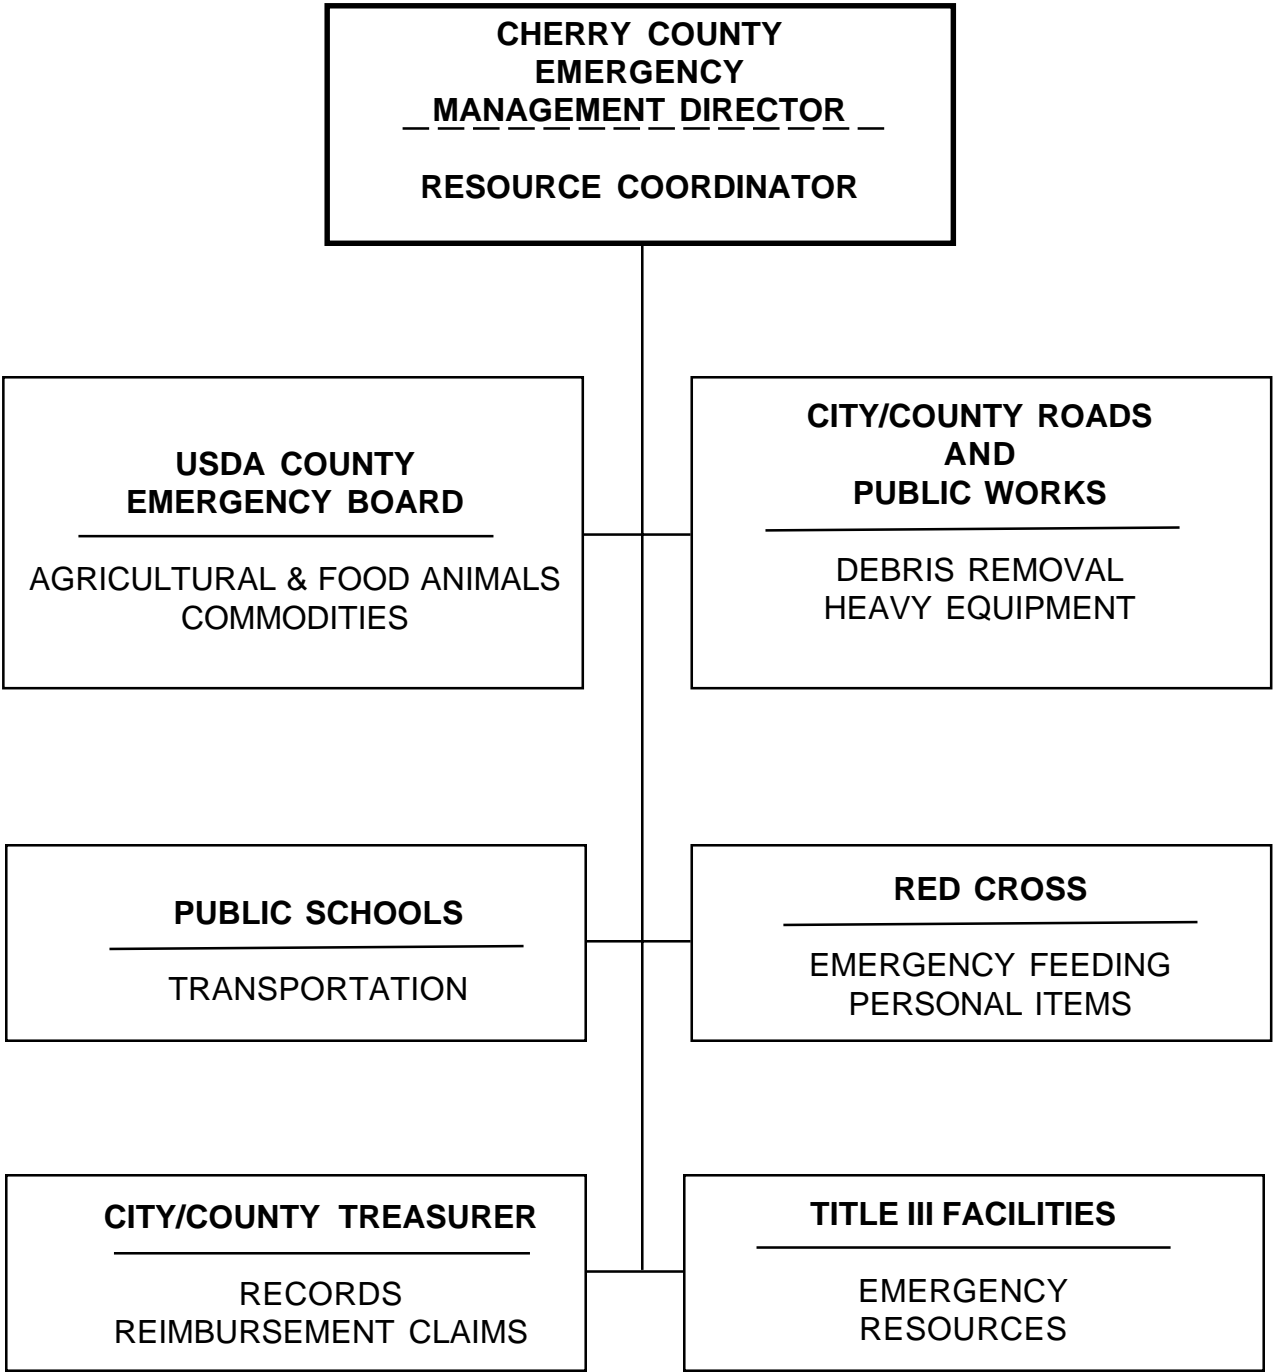 CHERRY COUNTY
EMERGENCY
MANAGEMENT DIRECTOR
RESOURCE COORDINATOR
USDA COUNTY
EMERGENCY BOARD
AGRICULTURAL & FOOD ANIMALS
COMMODITIES
CITY/COUNTY ROADS
AND
PUBLIC WORKS
DEBRIS REMOVAL
HEAVY EQUIPMENT
PUBLIC SCHOOLS
TRANSPORTATION
RED CROSS
EMERGENCY FEEDING
PERSONAL ITEMS
CITY/COUNTY TREASURER
RECORDS
REIMBURSEMENT CLAIMS
TITLE III FACILITIES
EMERGENCY
RESOURCES